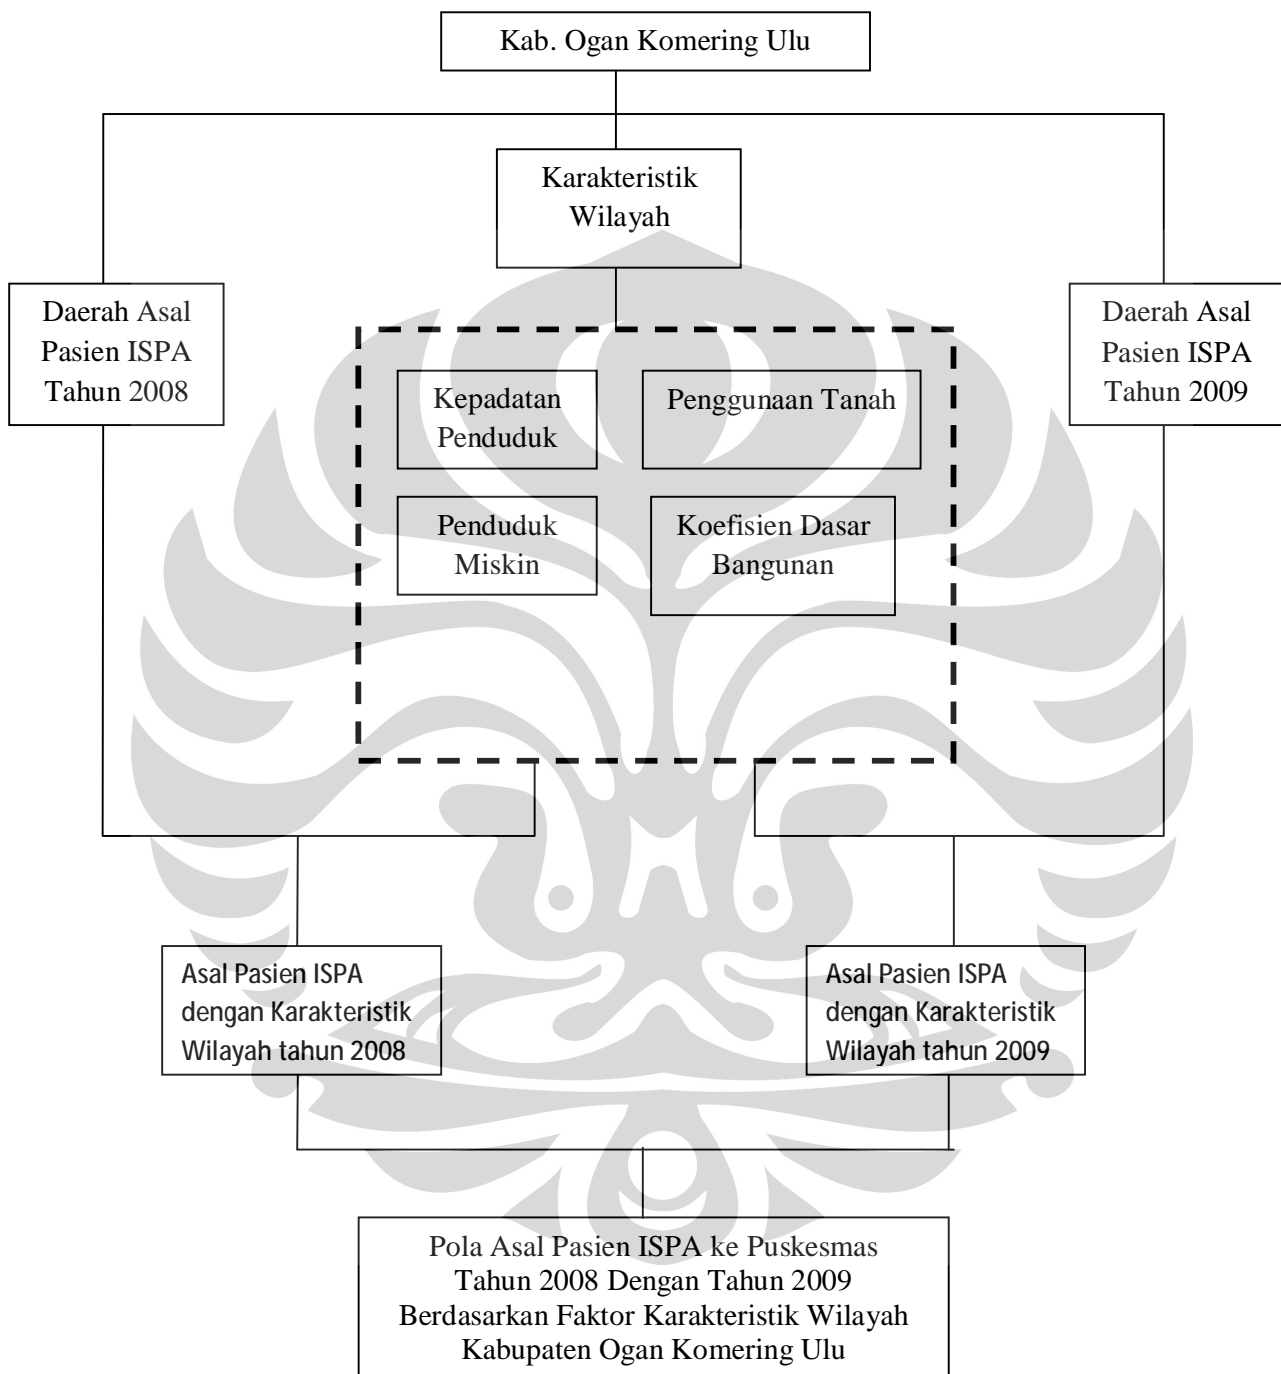 Kab. Ogan Komering Ulu
Karakteristik
Wilayah
Daerah Asal
Pasien ISPA
Tahun 2008
Daerah Asal
Pasien ISPA
Tahun 2009
Kepadatan
Penduduk
Penggunaan Tanah
Penduduk
Miskin
Koefisien Dasar
Bangunan
Asal Pasien ISPA
dengan Karakteristik
Wilayah tahun 2008
Asal Pasien ISPA
dengan Karakteristik
Wilayah tahun 2009
Pola Asal Pasien ISPA ke Puskesmas
Tahun 2008 Dengan Tahun 2009
Berdasarkan Faktor Karakteristik Wilayah
Kabupaten Ogan Komering Ulu